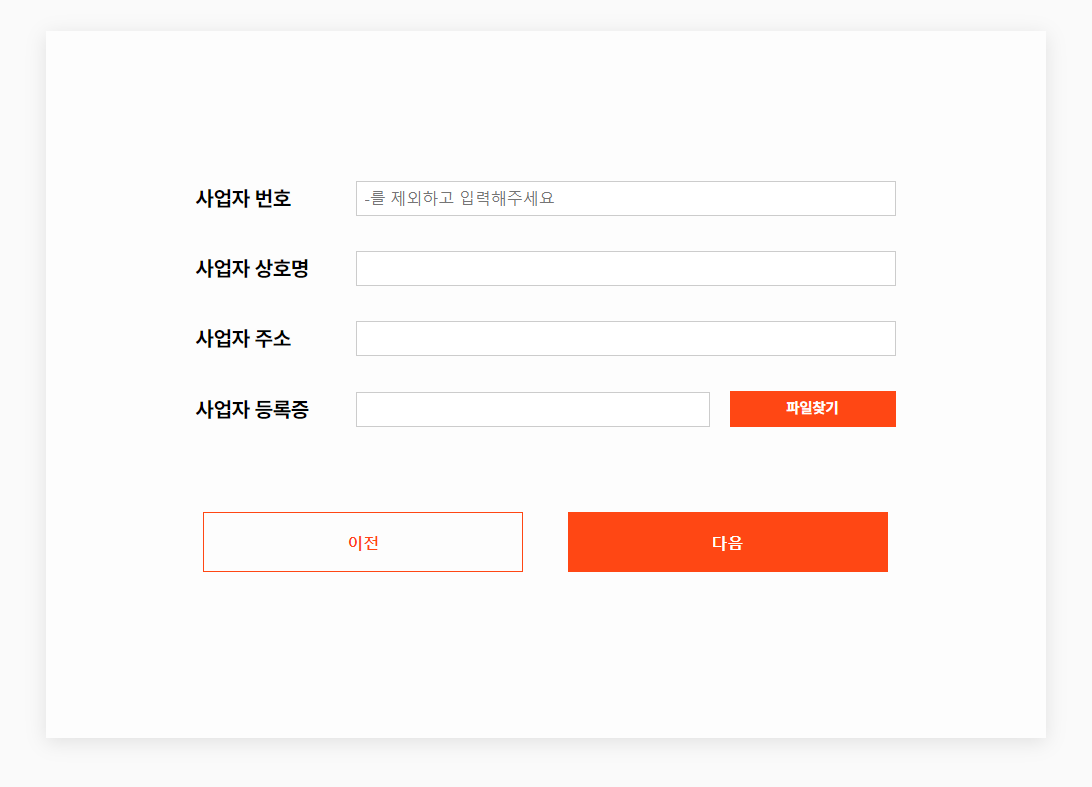 사업자 번호
-를 제외하고 입력해주세요
사업자 상호명
사업자 주소
사업자 등록증
파일찾기
이전
다음